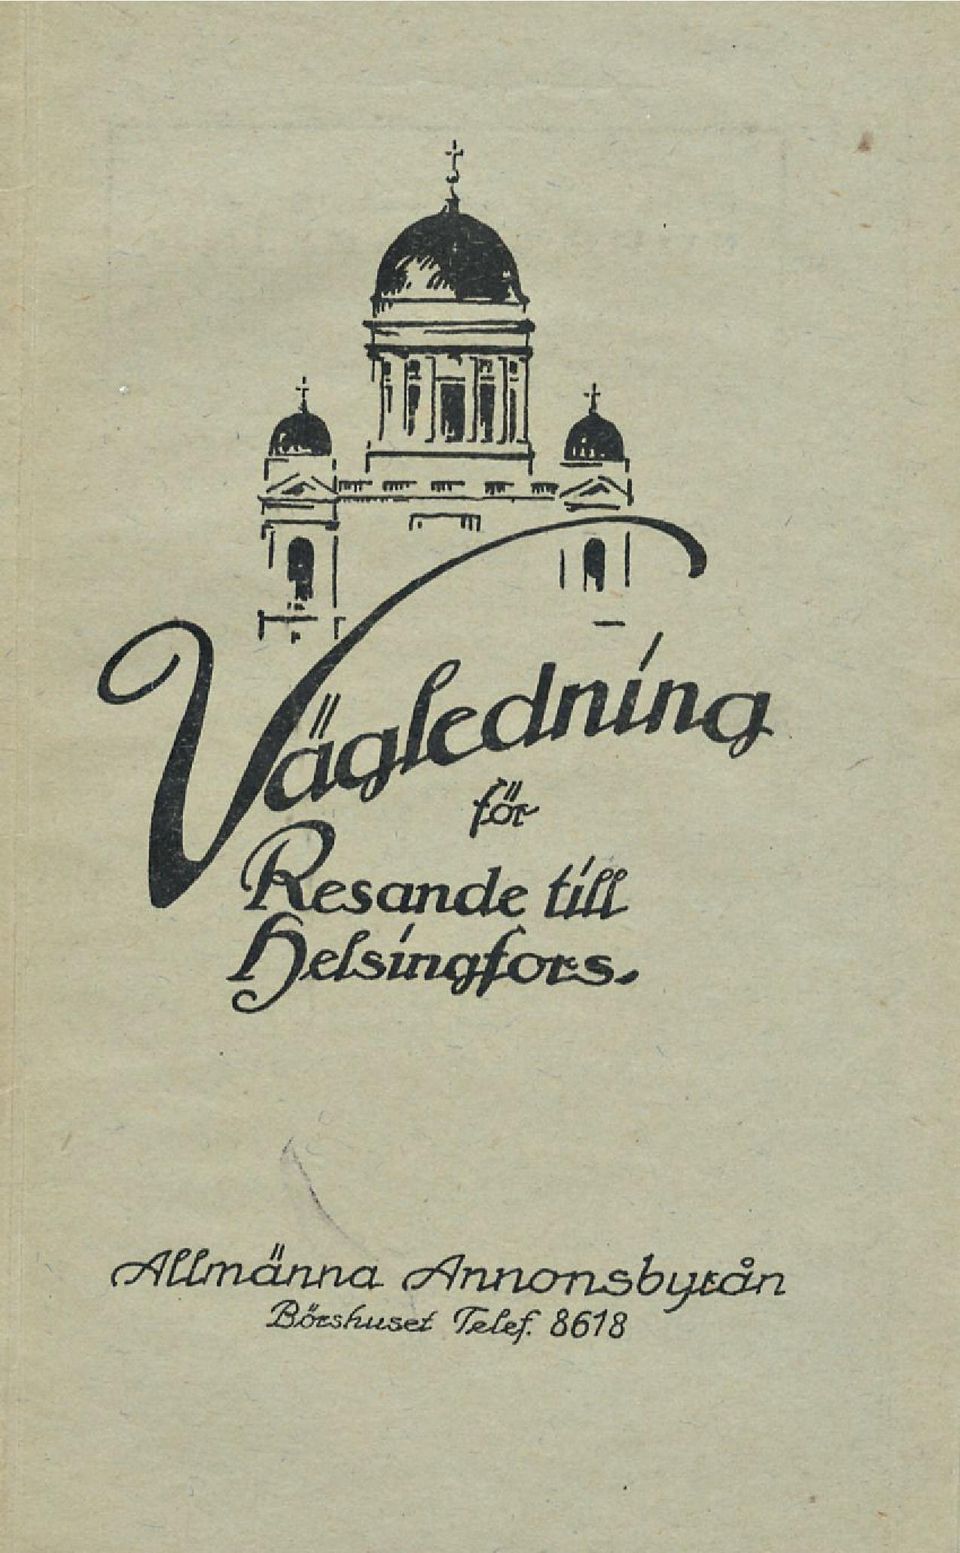 Vägledning
för
Resande till
Helsingfors.
Allmänna Annonsbyrån
Börshuset Telef. 8618